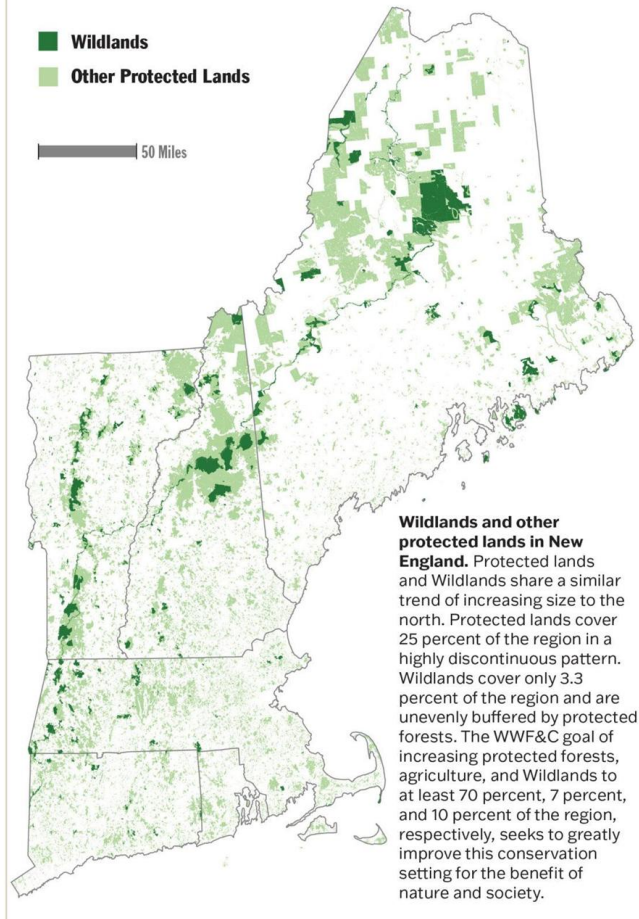 Wildlands
Other Protected Lands
50 Miles
Wildlands and other
protected lands in New
England. Protected lands
and Wildlands share a similar
trend of increasing size to the
north. Protected lands cover
25 percent of the region in a
highly discontinuous pattern.
Wildlands cover only 3.3
percent of the region and are
unevenly buffered by protected
forests. The WWF&C goal of
increasing protected forests,
agriculture, and Wildlands to
at least 70 percent, 7 percent,
and 10 percent of the region,
respectively, seeks to greatly
improve this conservation
setting for the benefit of
nature and society.